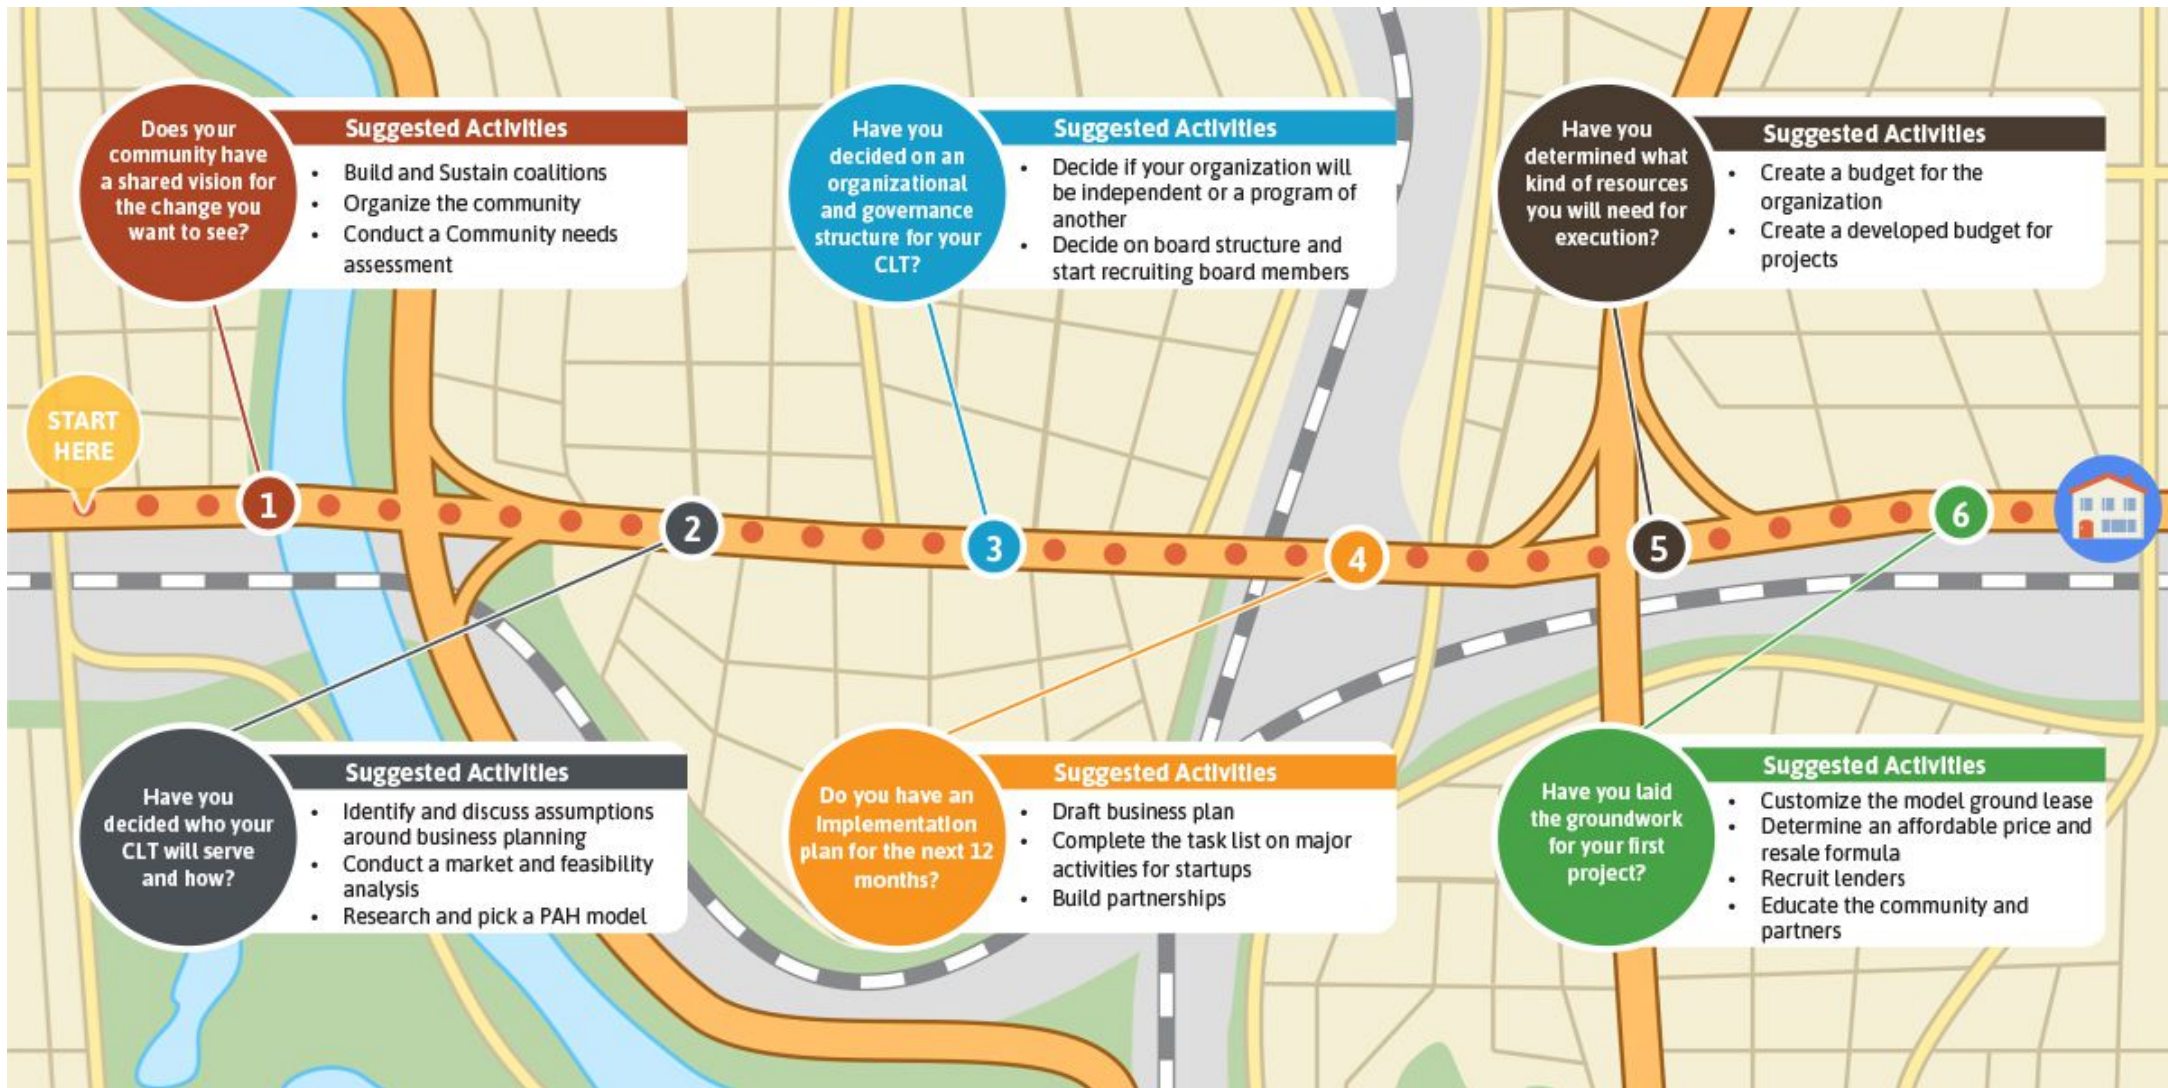 START
HERE
1
Does your
community have
a shared vision for
the change you
want to see?
Suggested Activities
• Build and Sustain coalitions
• Organize the community
• Conduct a Community needs
assessment
2
Have you
decided who your
CLT will serve
and how?
Suggested Activities
• Identify and discuss assumptions
around business planning
• Conduct a market and feasibility
analysis
• Research and pick a PAH model
3
Have you
decided on an
organizational
and governance
structure for your
CLT?
Suggested Activities
• Decide if your organization will
be independent or a program of
another
• Decide on board structure and
start recruiting board members
4
Do you have an
Implementation
plan for the next 12
months?
Suggested Activities
• Draft business plan
• Complete the task list on major
activities for startups
• Build partnerships
5
Have you
determined what
kind of resources
you will need for
execution?
Suggested Activities
• Create a budget for the
organization
• Create a developed budget for
projects
6
Have you laid
the groundwork
for your first
project?
Suggested Activities
• Customize the model ground lease
• Determine an affordable price and
resale formula
• Recruit lenders
• Educate the community and
partners